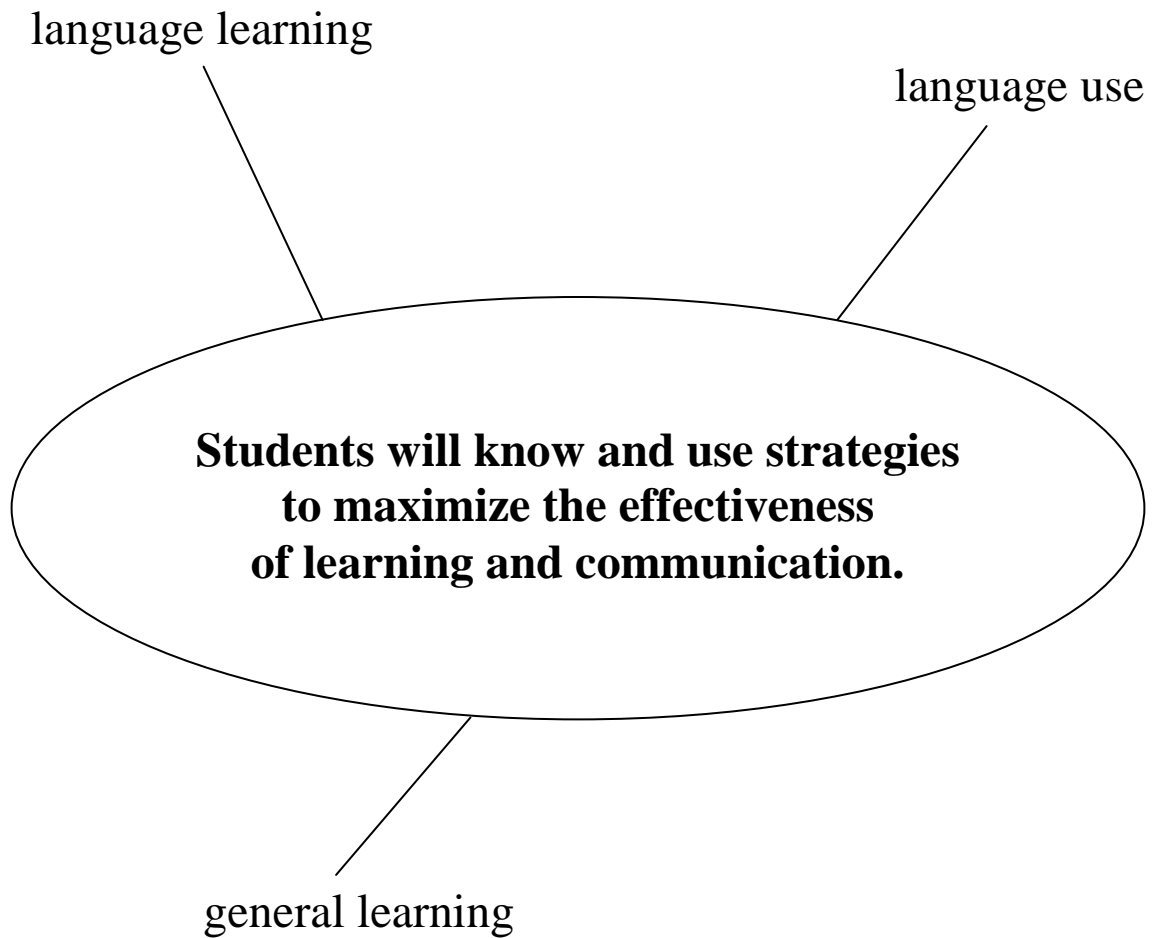 language learning
language use
Students will know and use strategies
to maximize the effectiveness
of learning and communication.
general learning